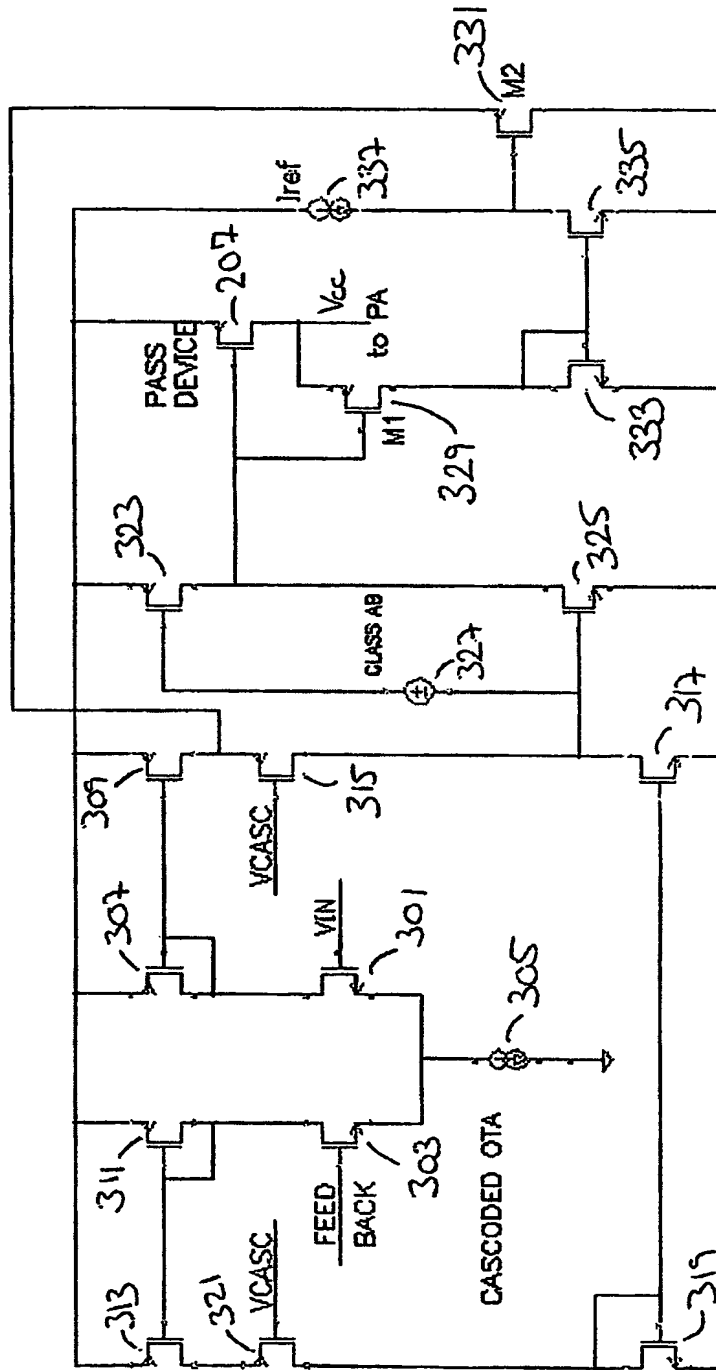 331
M2
Iref
337
335
207
PASS
DEVICE
Vcc
to PA
M1
329
333
323
CLASS AB
327
325
309
VCASC
315
317
307
VIN
301
305
311
FEED
BACK
303
CASCODED OTA
313
321
VCASC
319